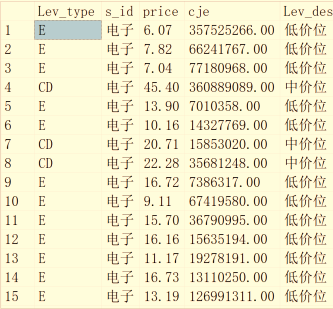 Lev_type s_id price cje Lev_des
1 E 电子 6.07 357525266.00 低价位
2 E 电子 7.82 66241767.00 低价位
3 E 电子 7.04 77180968.00 低价位
4 CD 电子 45.40 360889089.00 中价位
5 E 电子 13.90 7010358.00 低价位
6 E 电子 10.16 14327769.00 低价位
7 CD 电子 20.71 15853020.00 中价位
8 CD 电子 22.28 35681248.00 中价位
9 E 电子 16.72 7386317.00 低价位
10 E 电子 9.11 67419580.00 低价位
11 E 电子 15.70 36790995.00 低价位
12 E 电子 16.16 15635194.00 低价位
13 E 电子 11.17 19278191.00 低价位
14 E 电子 16.73 13110250.00 低价位
15 E 电子 13.19 126991311.00 低价位